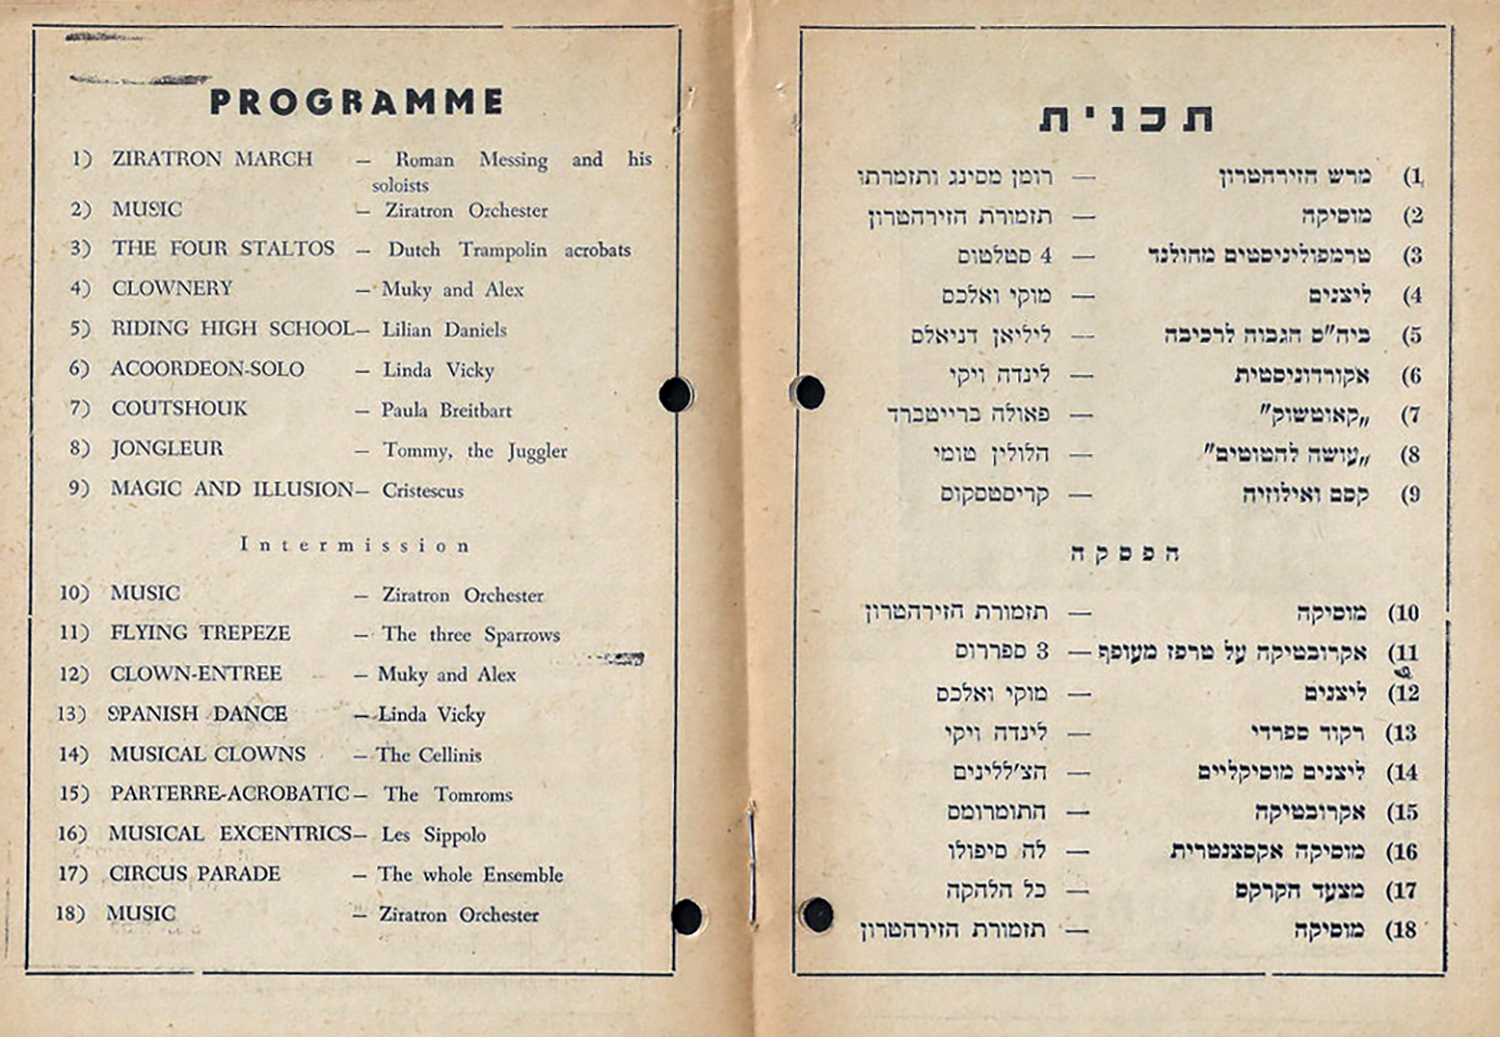 PROGRAMME
1) ZIRATRON MARCH — Roman Messing and his
soloists
2) MUSIC — Ziratron Orchester
3) THE FOUR STALTOS — Dutch Trampolin acrobats
4) CLOWNERY — Muky and Alex
5) RIDING HIGH SCHOOL — Lilian Daniels
6) ACOORDEON-SOLO — Linda Vicky
7) COUTSHOUK — Paula Breitbart
8) JONGLEUR — Tommy, the Juggler
9) MAGIC AND ILLUSION — Cristescus
Intermission
10) MUSIC — Ziratron Orchester
11) FLYING TREPEZE — The three Sparrows
12) CLOWN-ENTREE — Muky and Alex
13) SPANISH DANCE — Linda Vicky
14) MUSICAL CLOWNS — The Cellinis
15) PARTERRE-ACROBATIC — The Tomroms
16) MUSICAL EXCENTRICS — Les Sippolo
17) CIRCUS PARADE — The whole Ensemble
18) MUSIC — Ziratron Orchester
תכנית
1) מרש הזירהטרון — רומן מסינג ותזמרתו
2) מוסיקה — תזמורת הזירהטרון
3) טרמפוליניסטים מהולנד — 4 סטלטוס
4) ליצנים — מוקי ואלכס
5) ביה"ס הגבוה לרכיבה — ליליאן דניאלס
6) אקורדוניסטית — לינדה ויקי
7) „קאוטשוק" — פאולה ברייטברד
8) „עושה להטוטים" — הלולין טומי
9) קסם ואילוזיה — קריסטסקוס
הפסקה
10) מוסיקה — תזמורת הזירהטרון
11) אקרובטיקה על טרפז מעופף — 3 ספררוס
12) ליצנים — מוקי ואלכס
13) רקוד ספרדי — לינדה ויקי
14) ליצנים מוסיקליים — הצ'ללינים
15) אקרובטיקה — התומרומס
16) מוסיקה אקסצנטרית — לה סיפולו
17) מצעד הקרקס — כל הלהקה
18) מוסיקה — תזמורת הזירהטרון